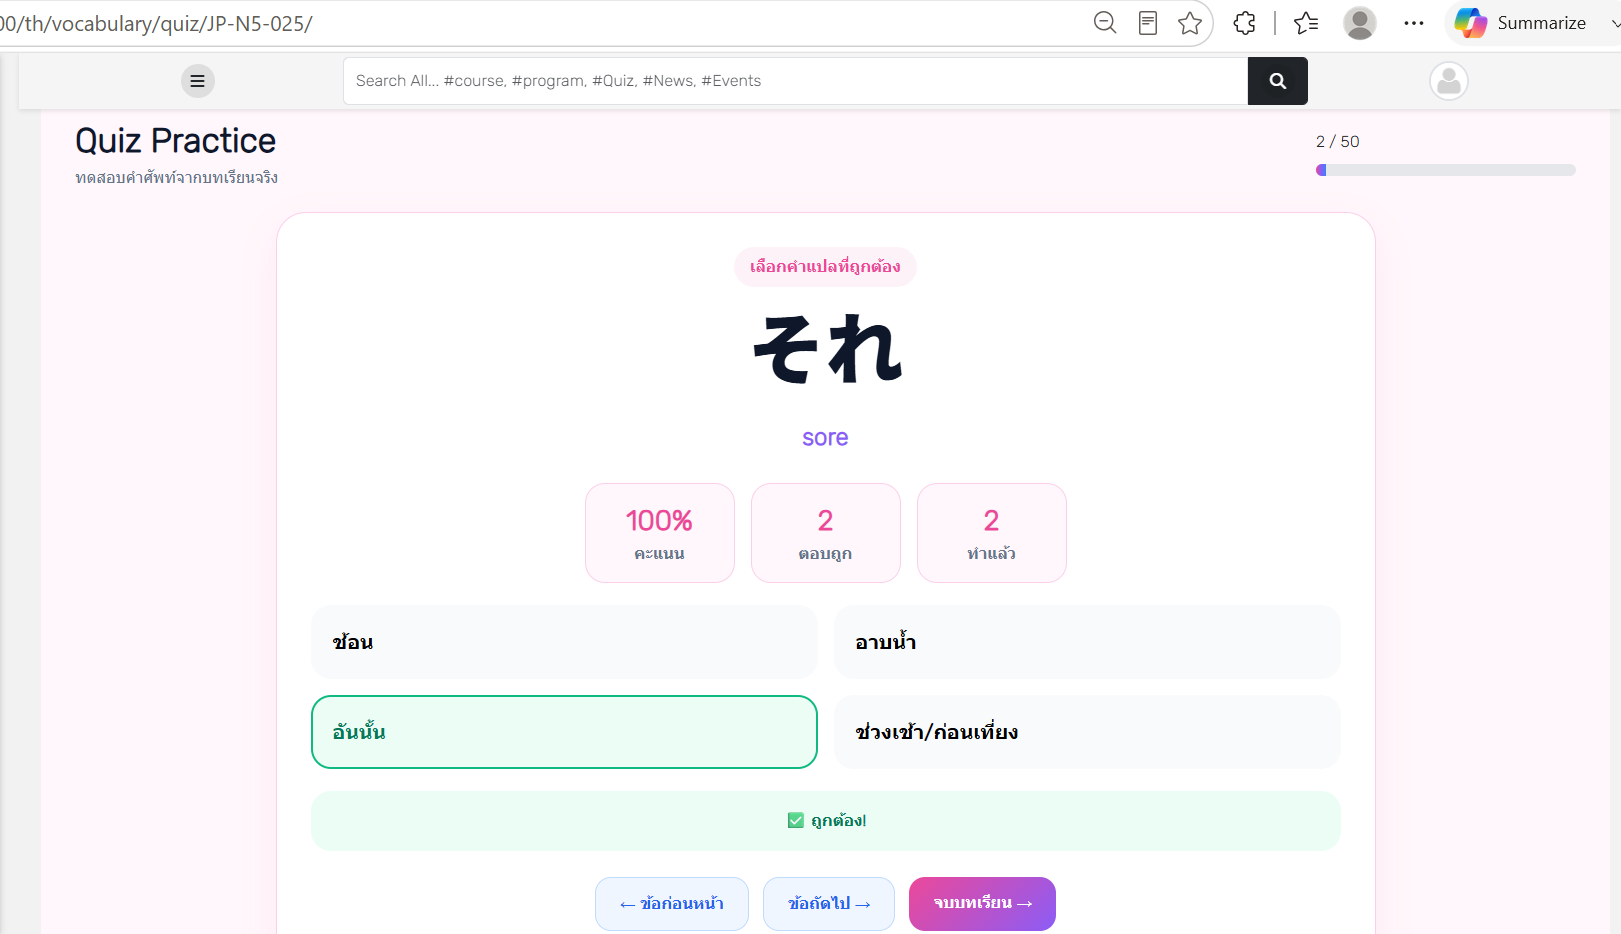 00/th/vocabulary/quiz/JP-N5-025/
Summarize
Search All... #course, #program, #Quiz, #News, #Events
Quiz Practice
ทดสอบคำศัพท์จากบทเรียนจริง
2 / 50
เลือกคำแปลที่ถูกต้อง
それ
sore
100%
คะแนน
2
ตอบถูก
2
ทำแล้ว
ช้อน
อาบน้ำ
อันนั้น
ช่วงเช้า/ก่อนเที่ยง
✅ ถูกต้อง!
← ข้อก่อนหน้า
ข้อถัดไป →
จบบทเรียน →